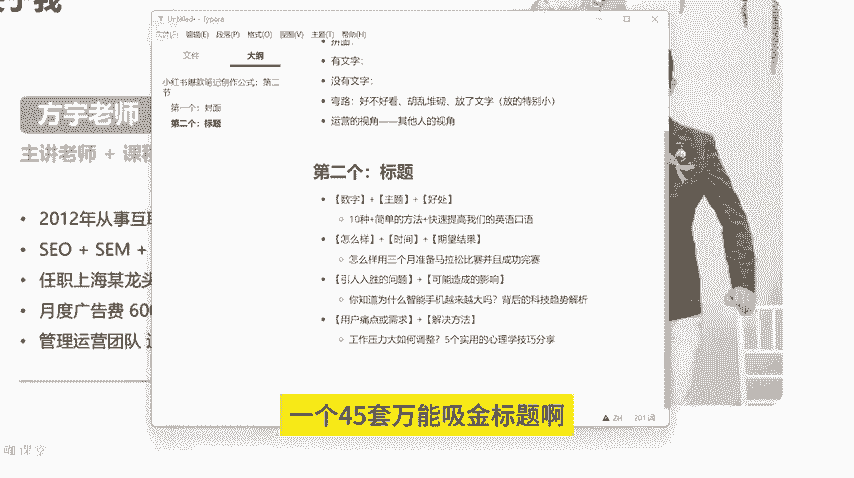 Untitled - Typora
文件(F) 编辑(E) 段落(P) 格式(O) 视图(V) 主题(T) 帮助(H)
文件
大纲
小红书爆款笔记创作公式：第二
节
第一个：封面
第二个：标题
拼图：
• 有文字：
• 没有文字：
• 弯路：好不好看、胡乱堆砌、放了文字（放的特别小）
• 运营的视角——其他人的视角
第二个：标题
• 【数字】+【主题】+【好处】
○ 10种+简单的方法+快速提高我们的英语口语
• 【怎么样】+【时间】+【期望结果】
○ 怎么样用三个月准备马拉松比赛并且成功完赛
• 【引人入胜的问题】+【可能造成的影响】
○ 你知道为什么智能手机越来越大吗？背后的科技趋势解析
• 【用户痛点或需求】+【解决方法】
○ 工作压力大如何调整？5个实用的心理学技巧分享
ZH
201 词
方宇老师
主讲老师 + 课程
• 2012年从事互联
• SEO + SEM +
• 任职上海某龙头
• 月度广告费 600
• 管理运营团队
一个45套万能吸金标题啊
课堂